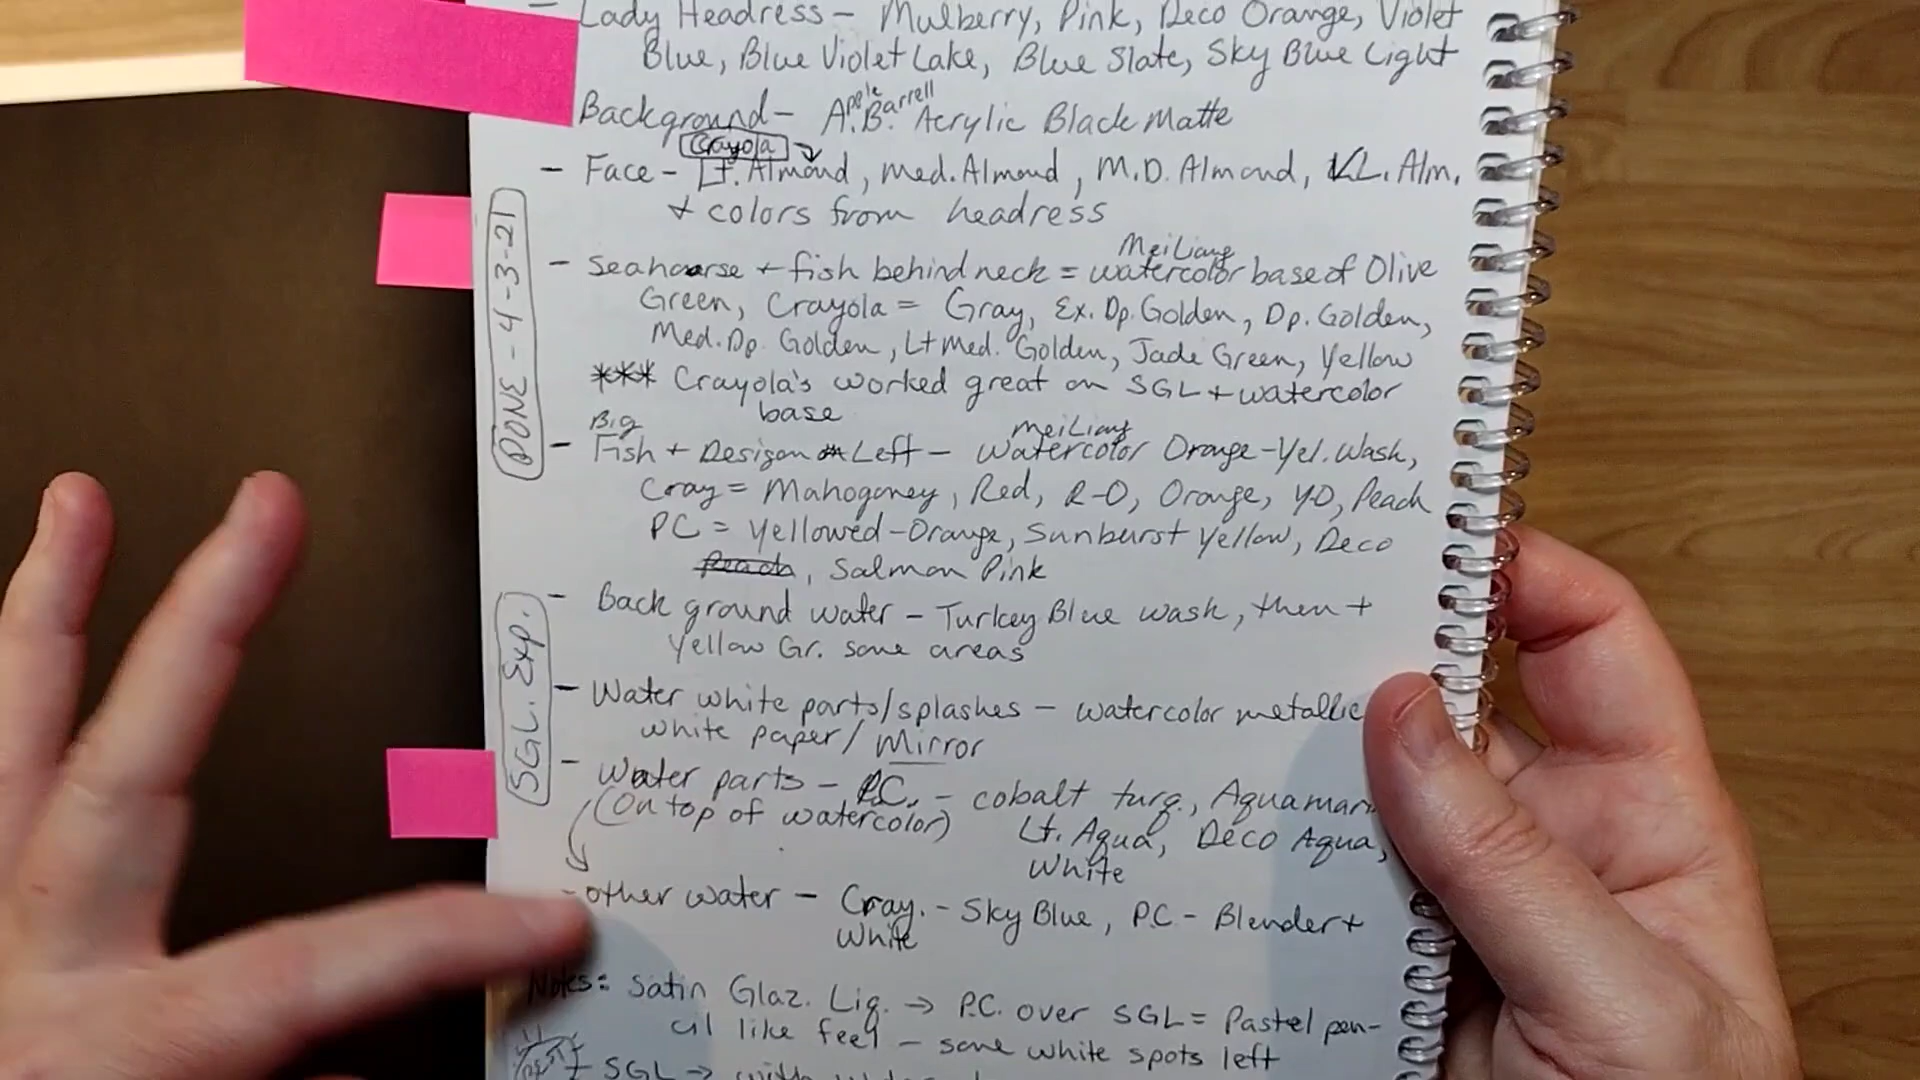 - Lady Headress - Mulberry, Pink, Deco Orange, Violet
Blue, Blue Violet Lake, Blue Slate, Sky Blue Light
Apple Barrell
Background - A.B. Acrylic Black Matte
Crayola
- Face - Lt. Almond, med. Almond, M.D. Almond, V.L. Alm.
+ colors from headress
MeiLiang
- Seahorse + fish behind neck = watercolor base of Olive
Green, Crayola = Gray, Ex. Dp. Golden, Dp. Golden,
Med. Dp. Golden, Lt Med. Golden, Jade Green, Yellow
*** Crayola's worked great on SGL + watercolor
base
Big
MeiLiang
- Fish + Design Left - Watercolor Orange-Yel. Wash,
Cray = Mahogoney, Red, R-O, Orange, Y-O, Peach
PC = Yellowed-Orange, Sunburst Yellow, Deco
Peach, Salmon Pink
- Back ground water - Turkey Blue wash, then +
Yellow Gr. some areas
- Water white parts/splashes - watercolor metallic
white paper/Mirror
- Water parts - P.C. - cobalt turq., Aquamar
(On top of watercolor) Lt. Aqua, Deco Aqua,
White
- other water - Cray. - Sky Blue, P.C - Blender +
White
Notes: Satin Glaz. Liq. → P.C. over SGL = Pastel pen-
cil like feel - some white spots left
+ SGL →
DONE - 4-3-21
SGL. Exp.